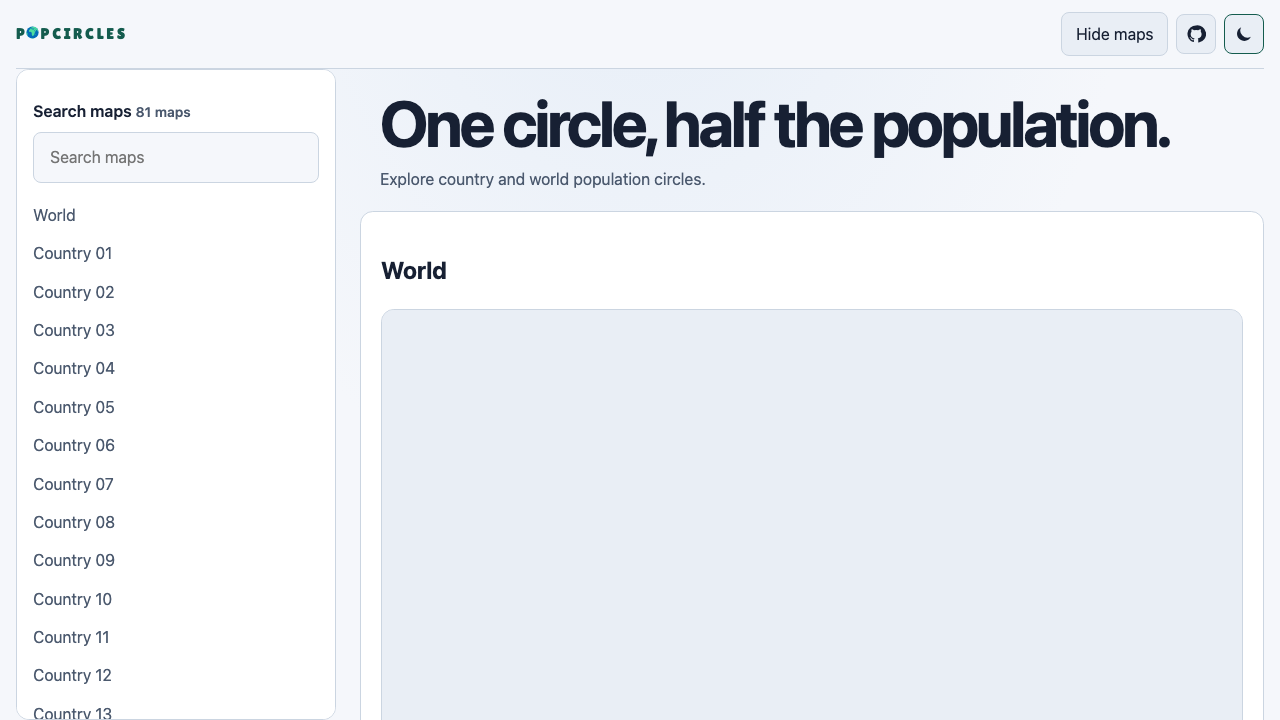 POPCIRCLES
Hide maps
Search maps 81 maps
Search maps
World
Country 01
Country 02
Country 03
Country 04
Country 05
Country 06
Country 07
Country 08
Country 09
Country 10
Country 11
Country 12
Country 13
One circle, half the population.
Explore country and world population circles.
World